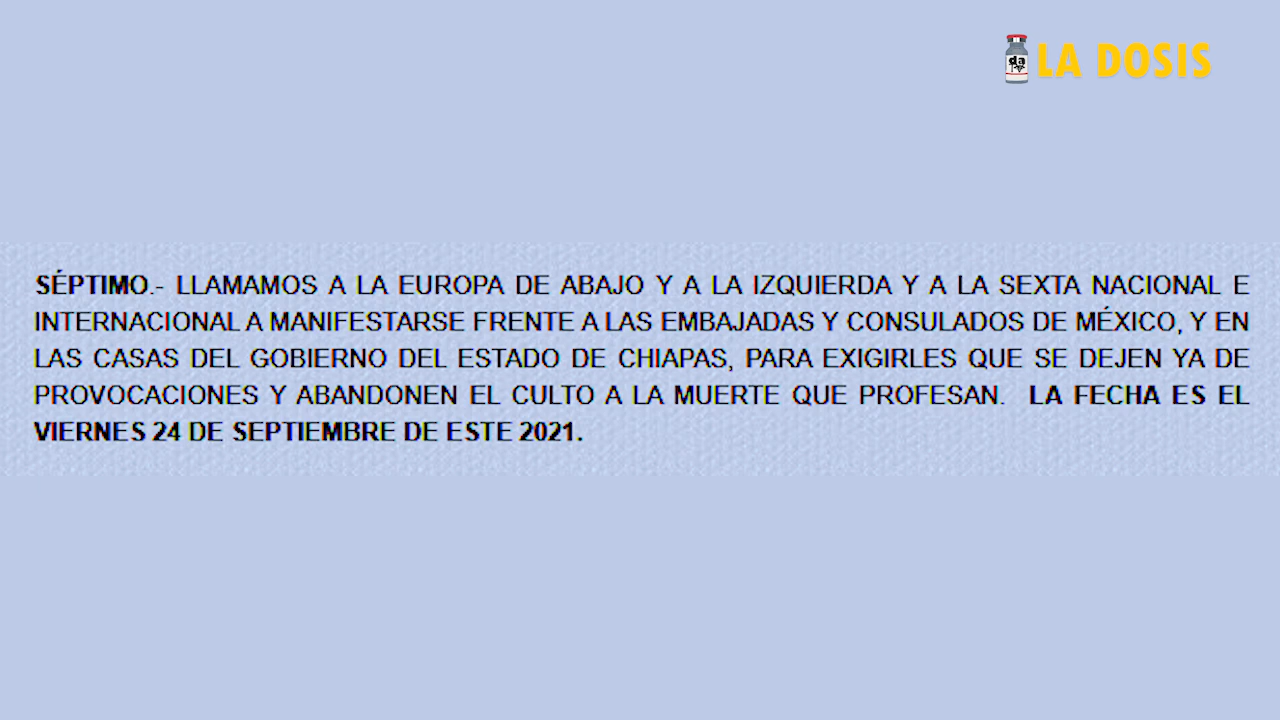 da
LA DOSIS
SÉPTIMO.- LLAMAMOS A LA EUROPA DE ABAJO Y A LA IZQUIERDA Y A LA SEXTA NACIONAL E
INTERNACIONAL A MANIFESTARSE FRENTE A LAS EMBAJADAS Y CONSULADOS DE MÉXICO, Y EN
LAS CASAS DEL GOBIERNO DEL ESTADO DE CHIAPAS, PARA EXIGIRLES QUE SE DEJEN YA DE
PROVOCACIONES Y ABANDONEN EL CULTO A LA MUERTE QUE PROFESAN. LA FECHA ES EL
VIERNES 24 DE SEPTIEMBRE DE ESTE 2021.